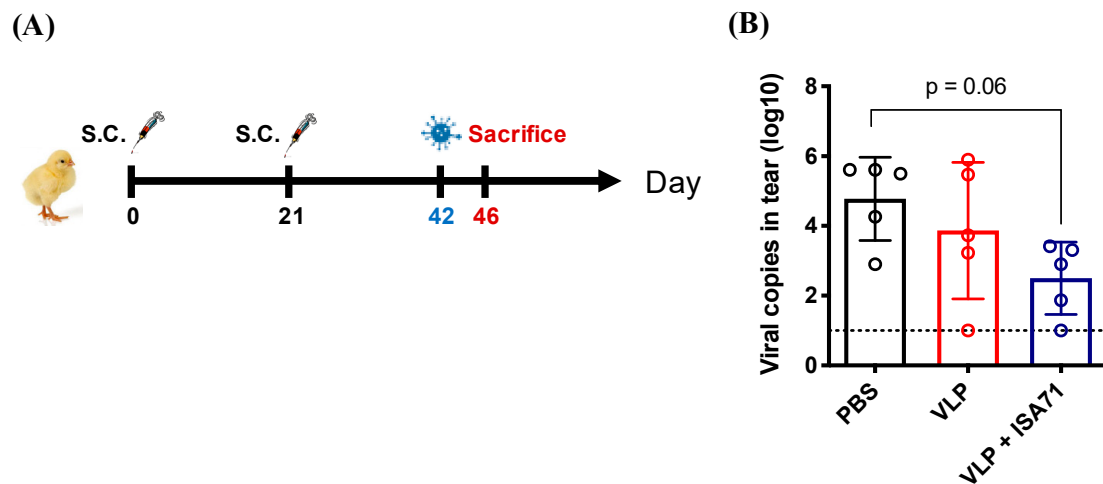 (A)
S.C.
S.C.
Sacrifice
Day
0
21
42
46
(B)
p = 0.06
Viral copies in tear (log10)
8
6
4
2
0
PBS
VLP
VLP + ISA71